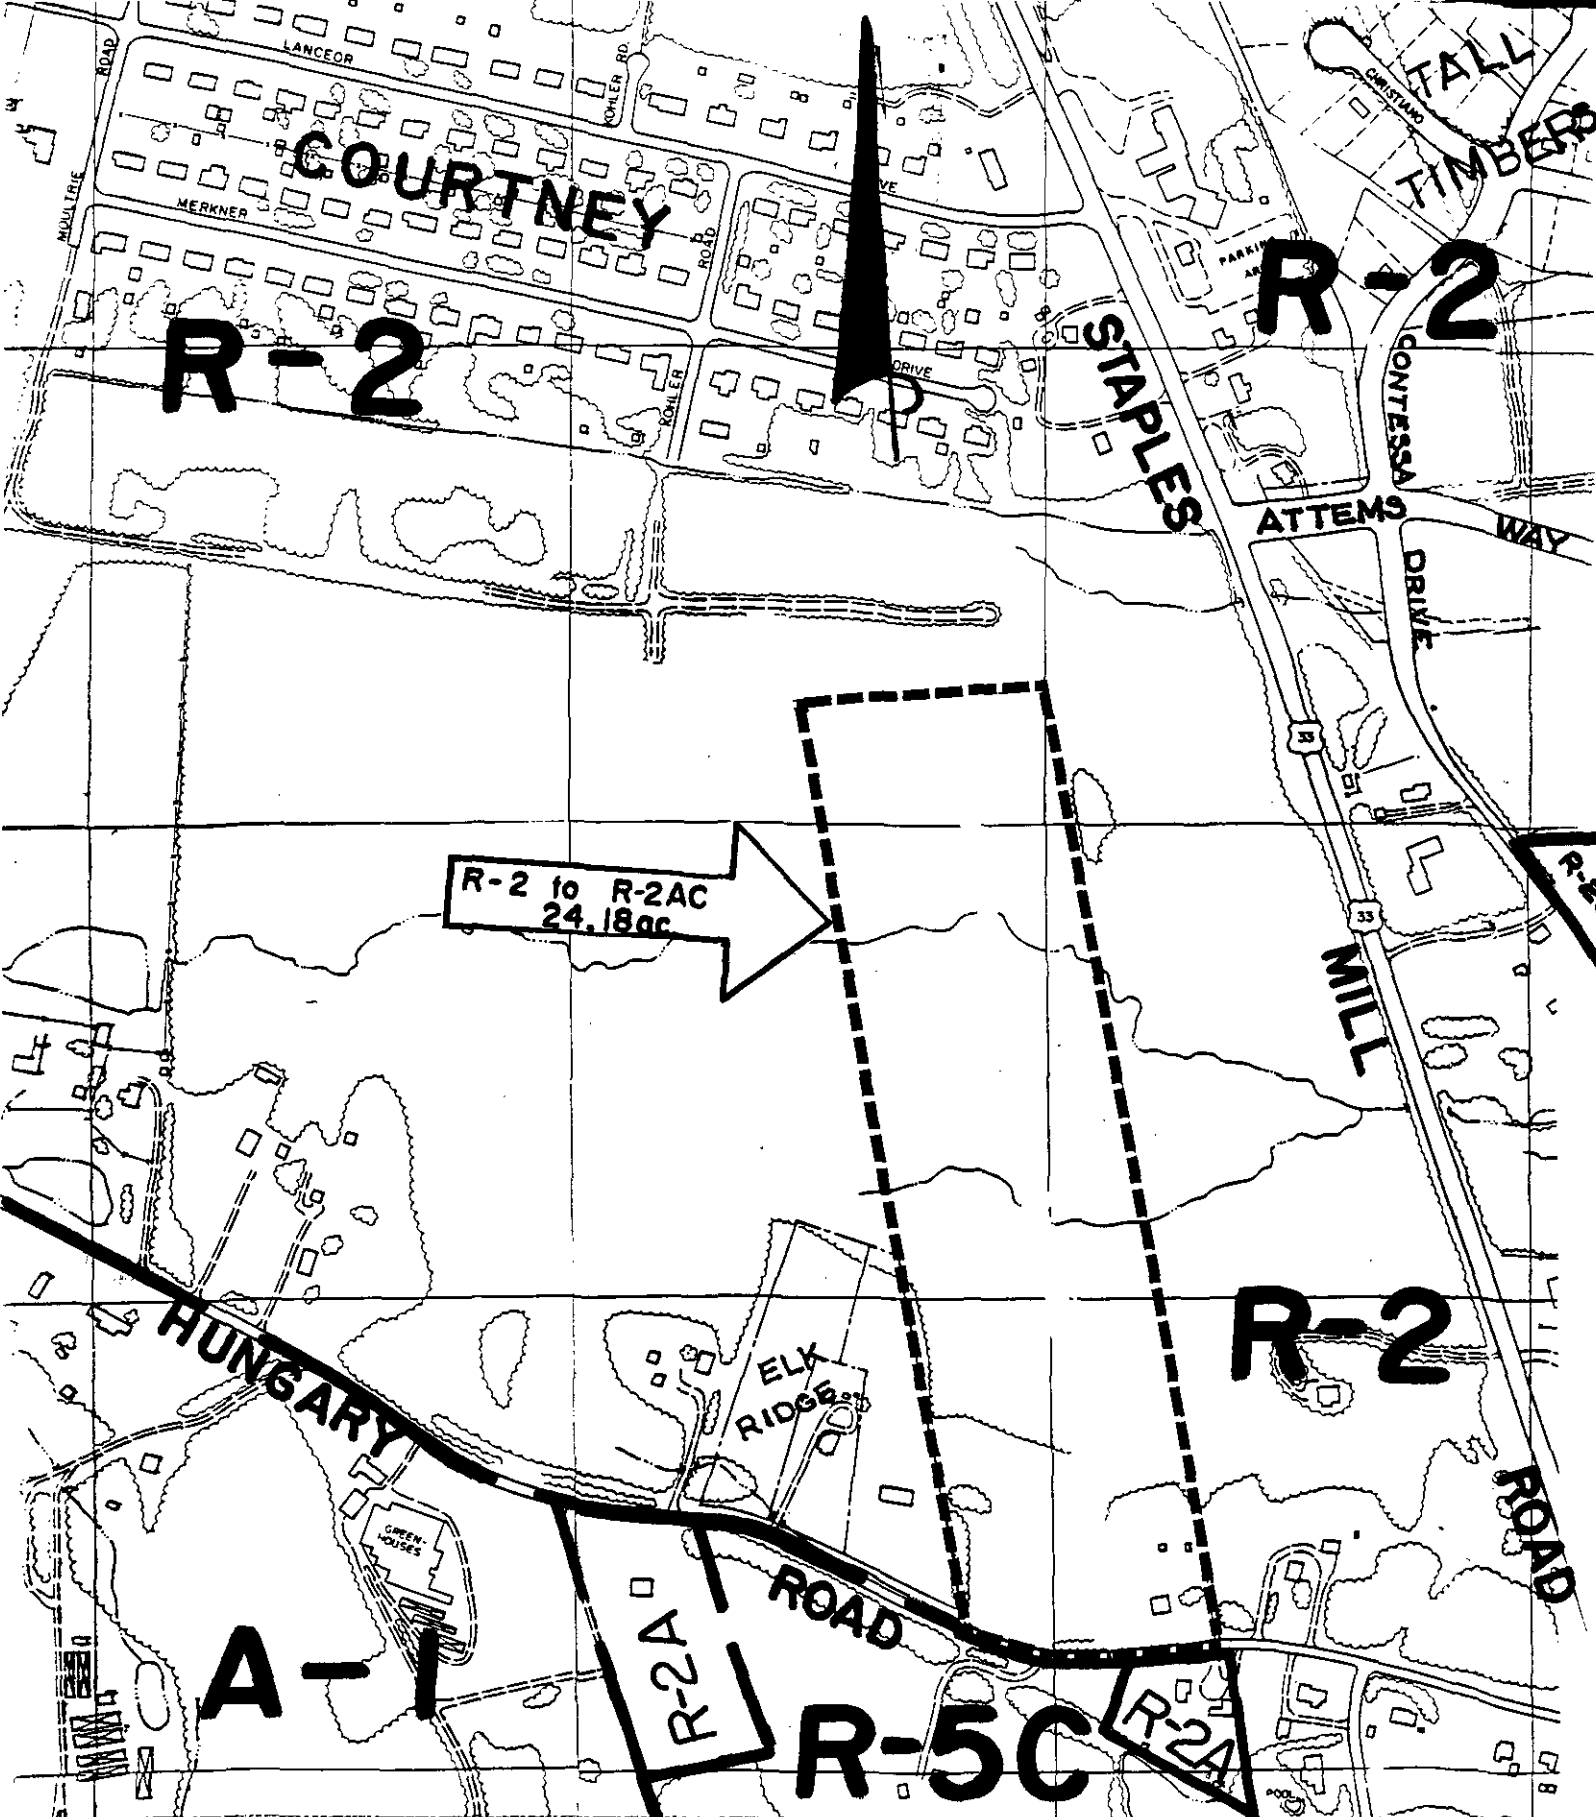 ROAD
LANCEOR
KOHLER RD.
CHRISTIANO
TALL
TIMBERS
COURTNEY
MULTRIE
MERKNER
ROAD
PARKING
R-2
R-2
DRIVE
KOHLER
STAPLES
CONTESSA
ATTEMS
WAY
DRIVE
33
R-2 to R-2AC
24.18ac.
33
MILL
HUNGARY
R-2
ELK
RIDGE
GREEN-
HOUSES
ROAD
ROAD
A-1
R-2A
R-5C
R-2A
POOL